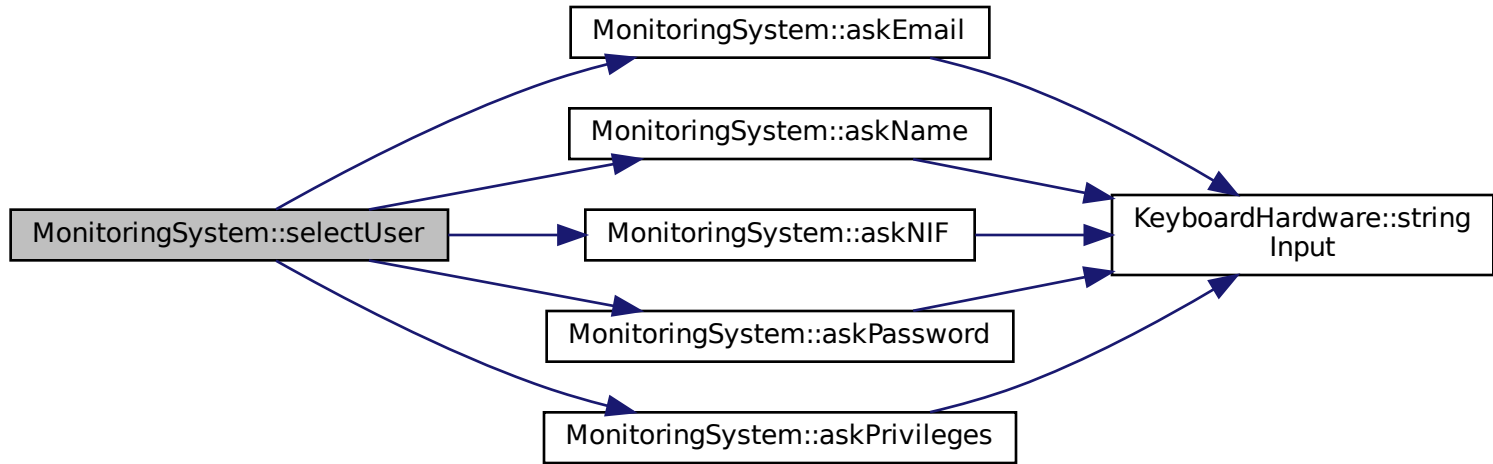 MonitoringSystem::askEmail
MonitoringSystem::askName
MonitoringSystem::selectUser
MonitoringSystem::askNIF
KeyboardHardware::string
Input
MonitoringSystem::askPassword
MonitoringSystem::askPrivileges